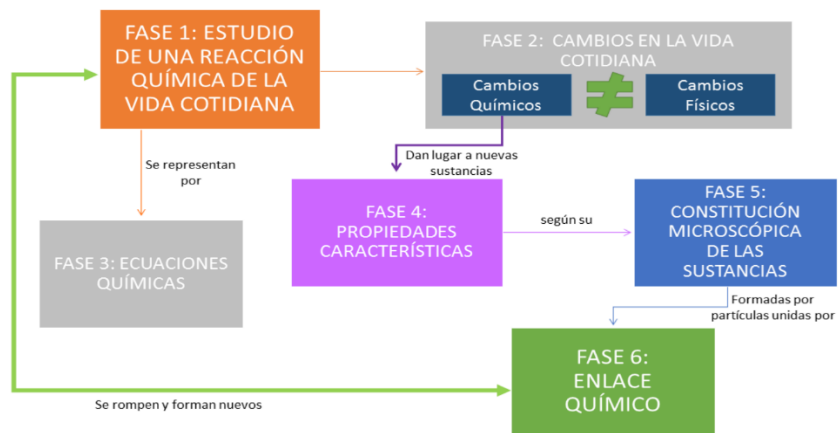 FASE 1: ESTUDIO
DE UNA REACCIÓN
QUÍMICA DE LA
VIDA COTIDIANA
FASE 2: CAMBIOS EN LA VIDA
COTIDIANA
Cambios
Químicos
Cambios
Físicos
Se representan
por
Dan lugar a nuevas
sustancias
FASE 3: ECUACIONES
QUÍMICAS
FASE 4:
PROPIEDADES
CARACTERÍSTICAS
según su
FASE 5:
CONSTITUCIÓN
MICROSCÓPICA
DE LAS
SUSTANCIAS
Formadas por
partículas unidas por
FASE 6:
ENLACE
QUÍMICO
Se rompen y forman nuevos